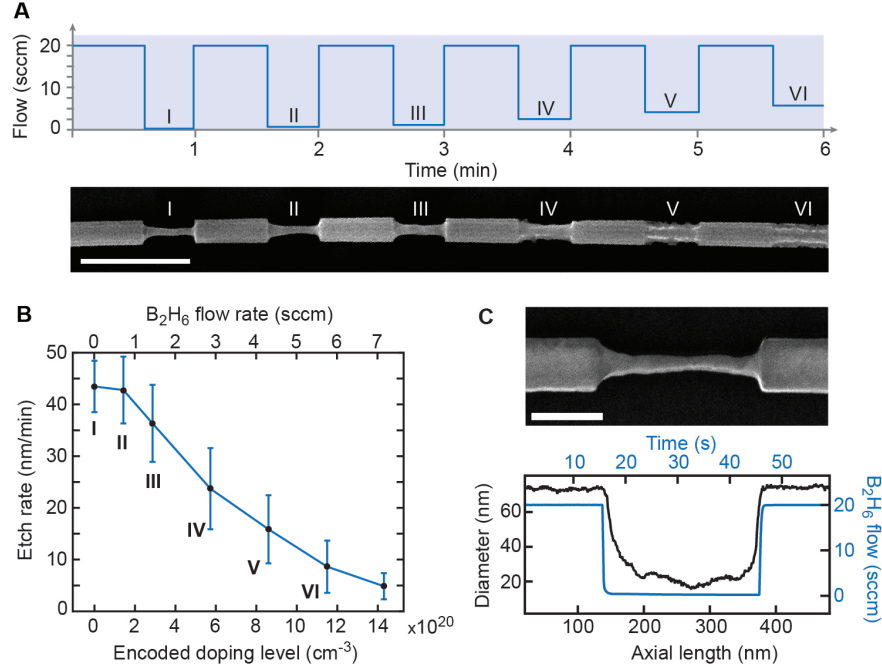 A
Flow (sccm)
20
10
0
I II III IV V VI
1 2 3 4 5 6
Time (min)
I II III IV V VI
B
B₂H₆ flow rate (sccm)
0 1 2 3 4 5 6 7
Etch rate (nm/min)
50
40
30
20
10
0
I
II
III
IV
V
VI
0 2 4 6 8 10 12 14 x10²⁰
Encoded doping level (cm⁻³)
C
Time (s)
10 20 30 40 50
Diameter (nm)
60
40
20
B₂H₆ flow (sccm)
20
10
0
100 200 300 400
Axial length (nm)